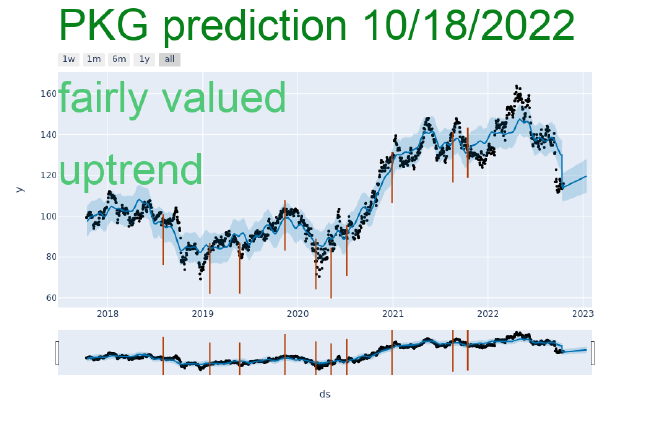 PKG prediction 10/18/2022
1w 1m 6m 1y all
fairly valued
uptrend
160
140
120
100
80
60
y
2018 2019 2020 2021 2022 2023
ds